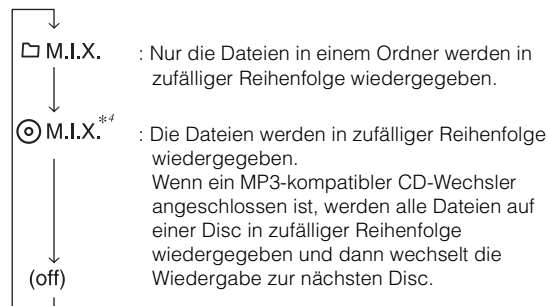 M.I.X. : Nur die Dateien in einem Ordner werden in
zufälliger Reihenfolge wiedergegeben.
M.I.X.*4 : Die Dateien werden in zufälliger Reihenfolge
wiedergegeben.
Wenn ein MP3-kompatibler CD-Wechsler
angeschlossen ist, werden alle Dateien auf
einer Disc in zufälliger Reihenfolge
wiedergegeben und dann wechselt die
(off) Wiedergabe zur nächsten Disc.